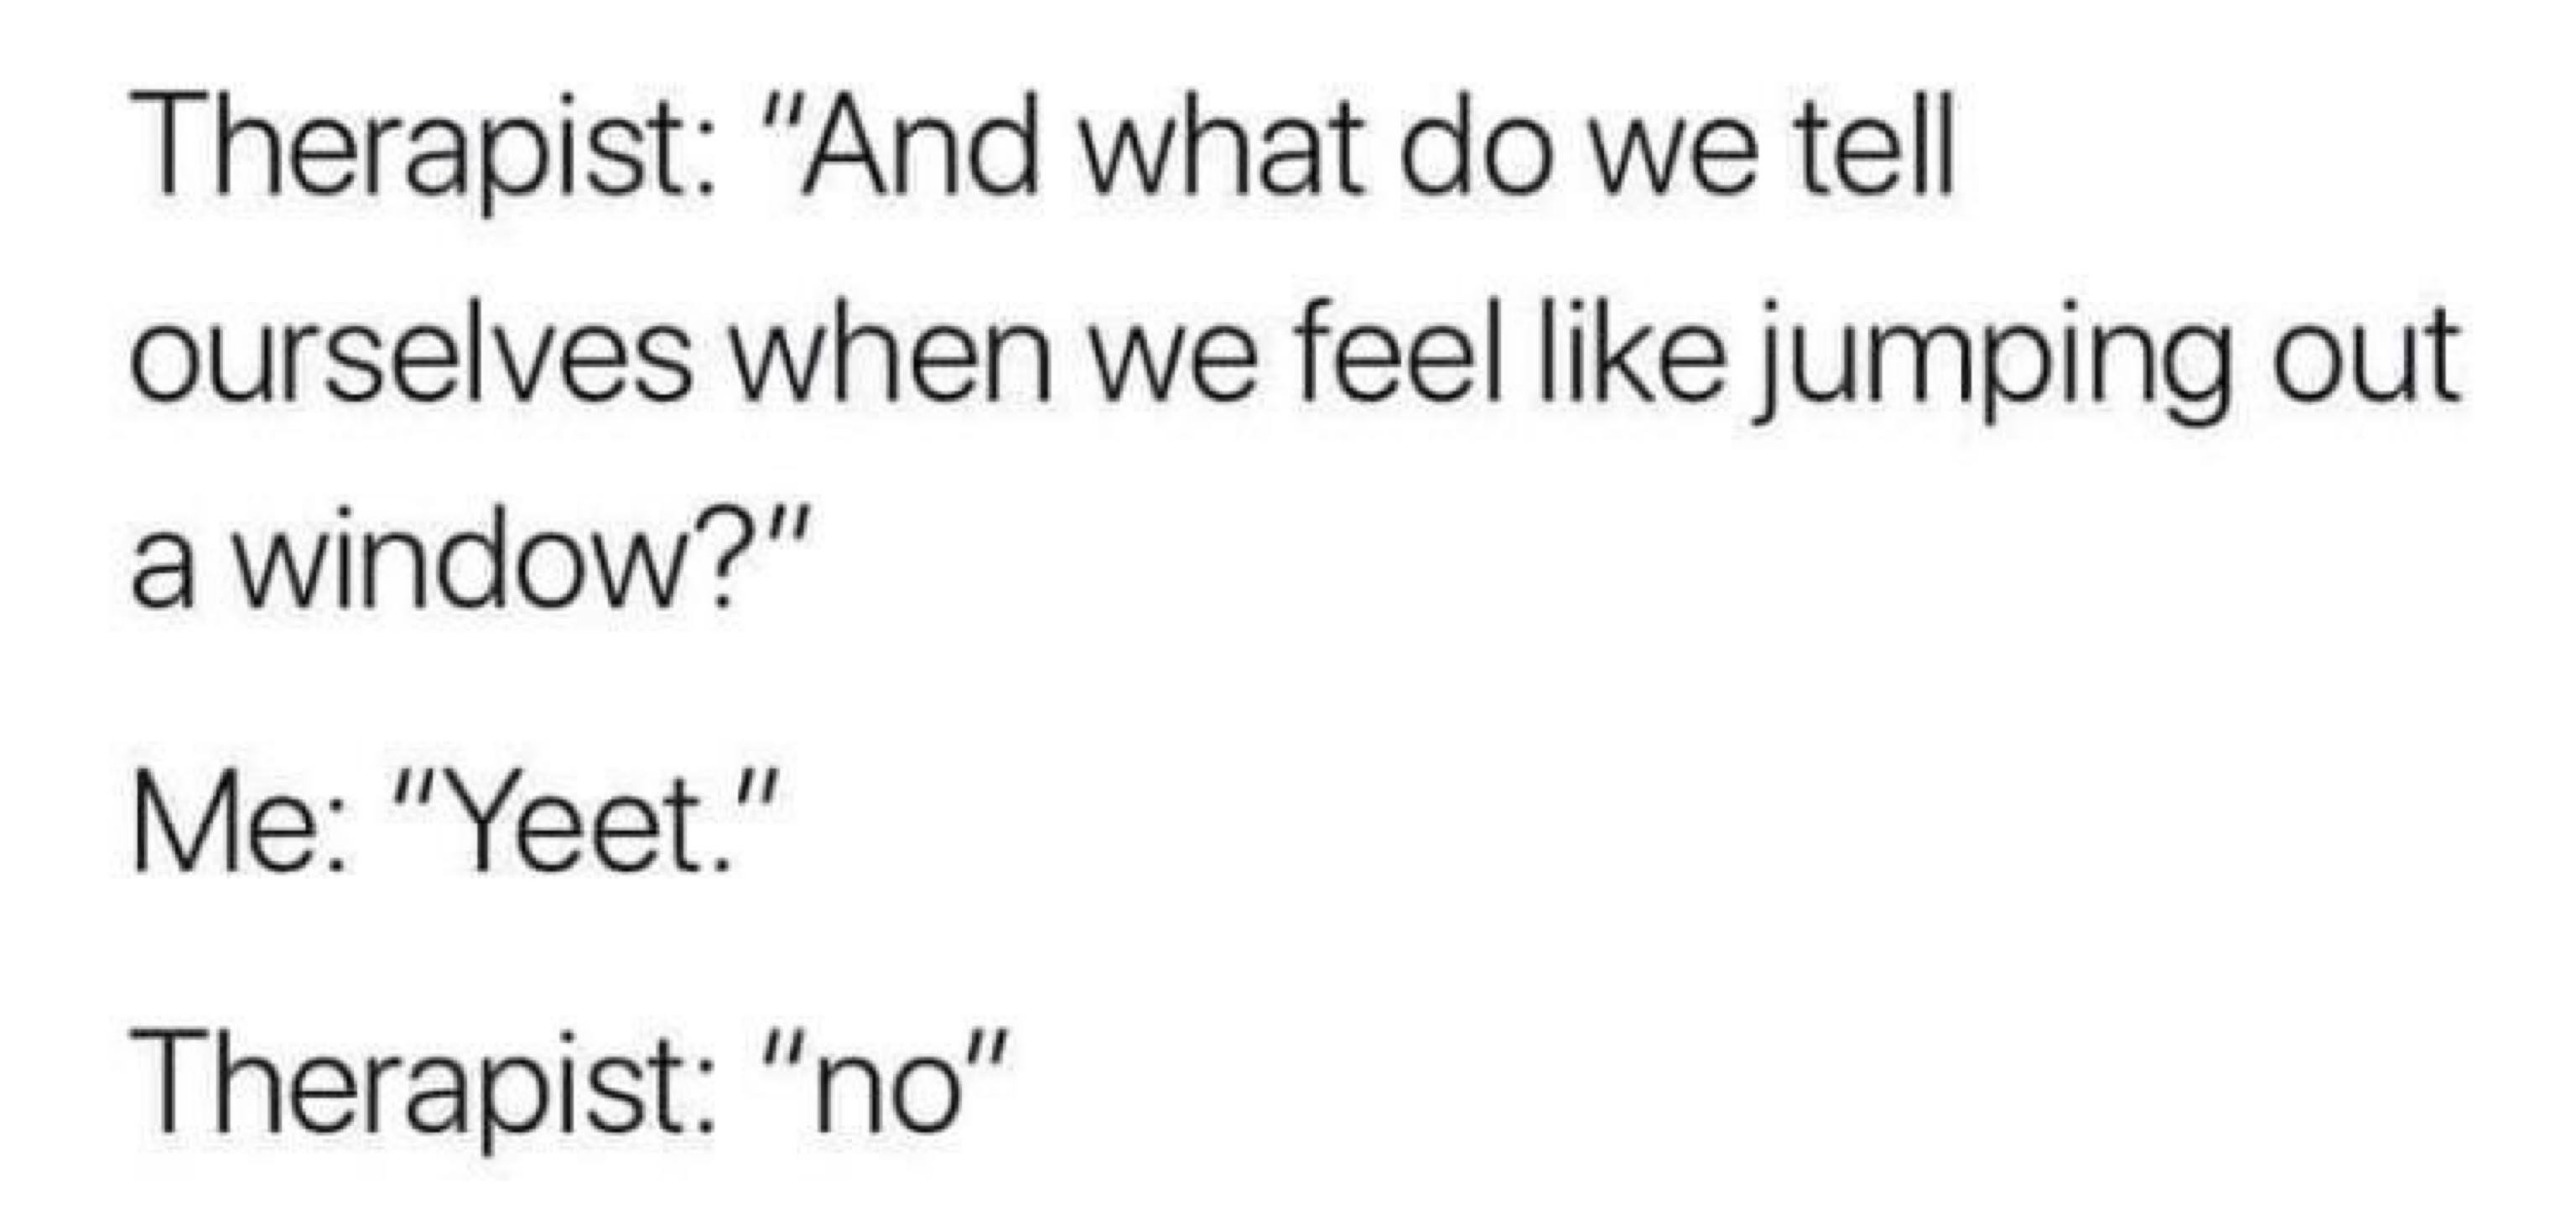 Therapist: "And what do we tell
ourselves when we feel like jumping out
a window?"
Me: "Yeet."
Therapist: "no"